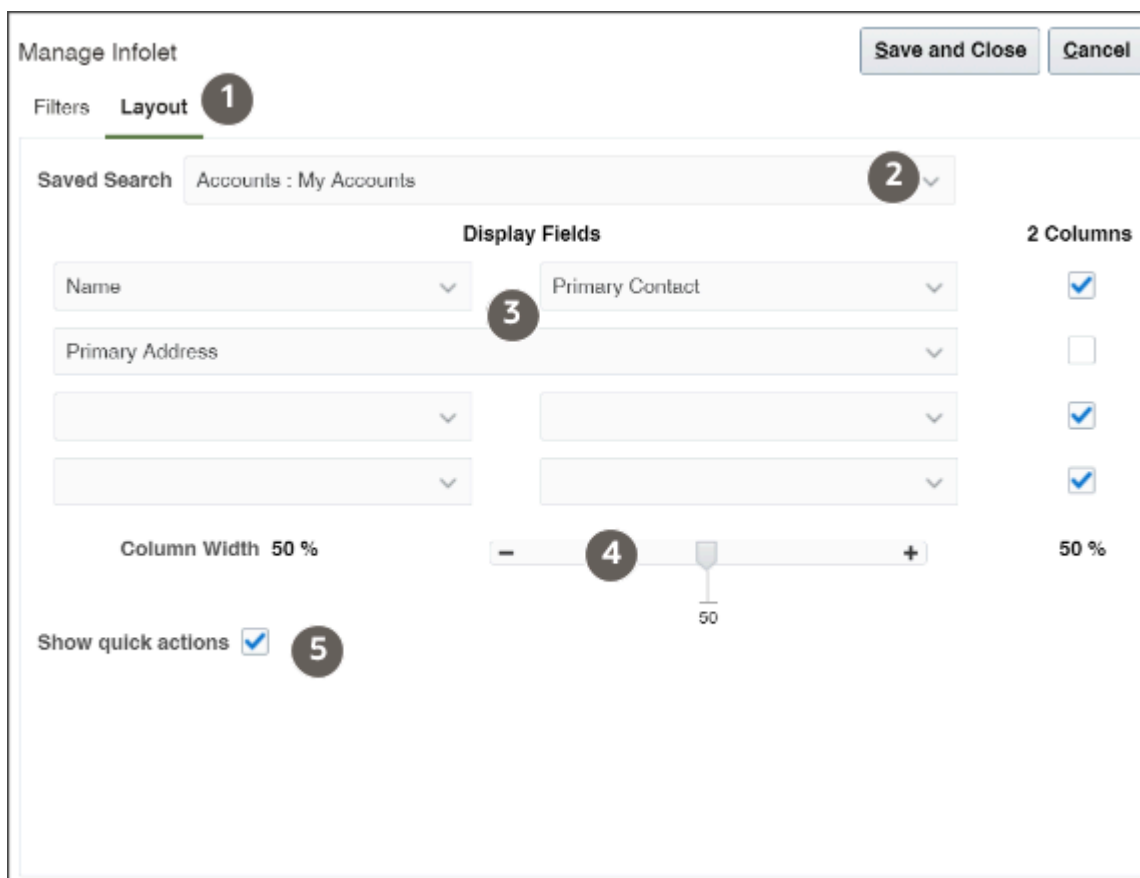 Manage Infolet
Save and Close
Cancel
Filters
Layout
1
Saved Search
Accounts : My Accounts
2
Display Fields
2 Columns
Name
Primary Contact
3
Primary Address
Column Width 50 %
−
4
+
50 %
50
Show quick actions
5